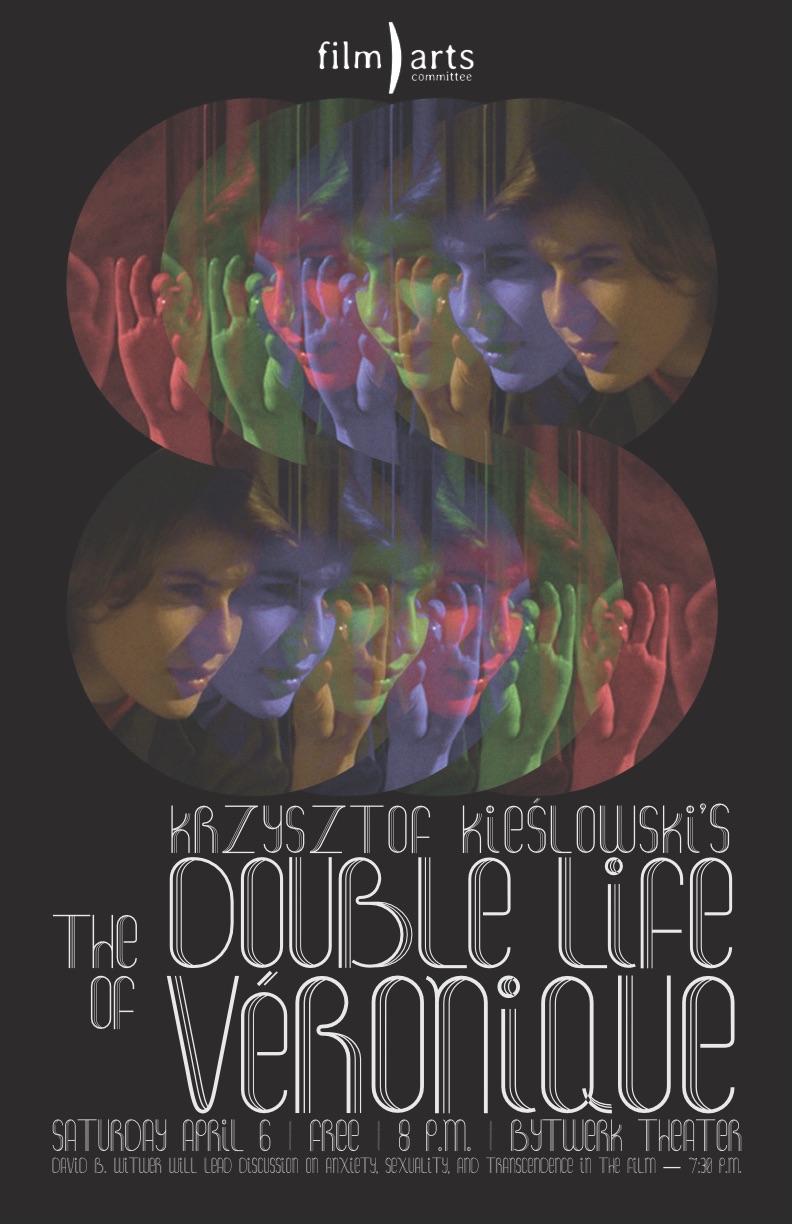 film ) arts
committee
KRZYSZTOF KIEŚLOWSKI'S
The DOUBLE LIFE
OF VÉRONIQUE
SATURDAY APRIL 6 | FREE | 8 P.M. | BYTWERK THEATER
DAVID B. WITWER WILL LEAD DISCUSSION ON ANXIETY, SEXUALITY, AND TRANSCENDENCE IN THE FILM — 7:30 P.M.